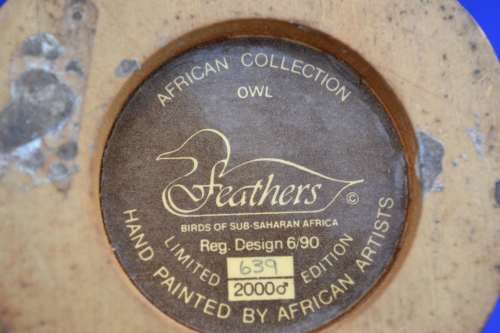 AFRICAN COLLECTION
OWL
Feathers ©
BIRDS OF SUB-SAHARAN AFRICA
Reg. Design 6/90
LIMITED EDITION
639
2000♂
HAND PAINTED BY AFRICAN ARTISTS